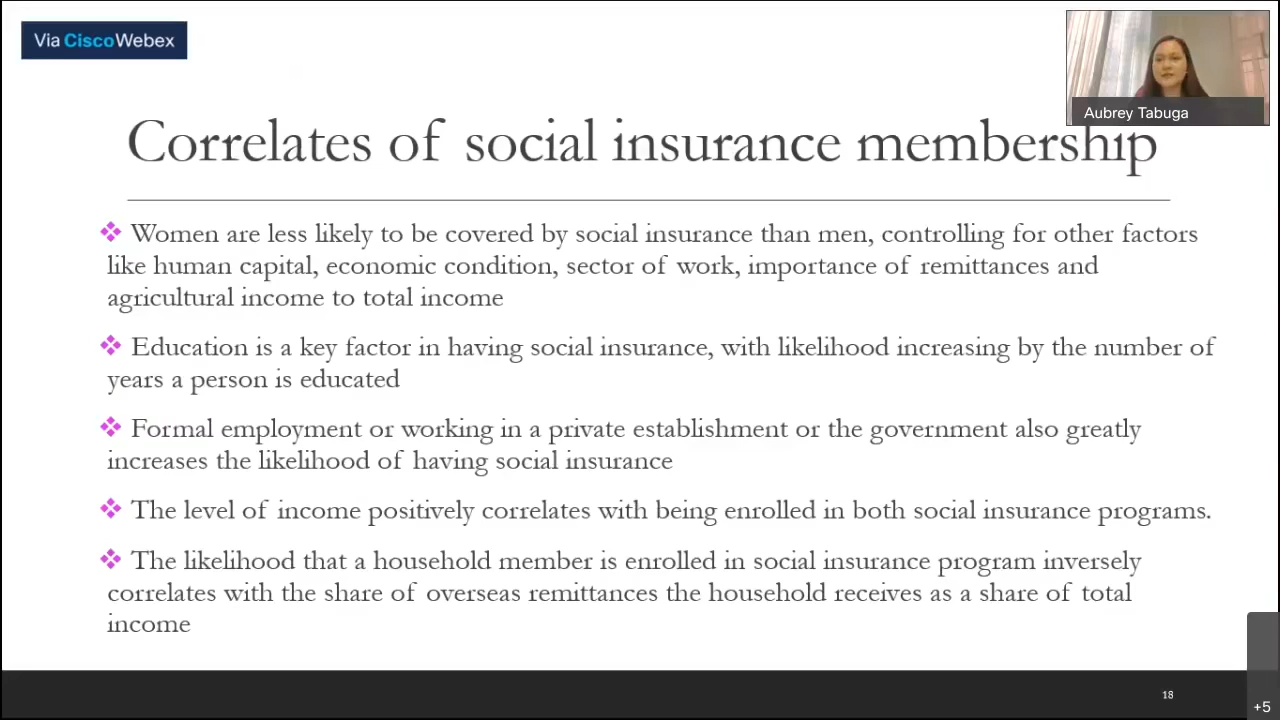 Via CiscoWebex
Aubrey Tabuga
Correlates of social insurance membership
Women are less likely to be covered by social insurance than men, controlling for other factors
like human capital, economic condition, sector of work, importance of remittances and
agricultural income to total income
Education is a key factor in having social insurance, with likelihood increasing by the number of
years a person is educated
Formal employment or working in a private establishment or the government also greatly
increases the likelihood of having social insurance
The level of income positively correlates with being enrolled in both social insurance programs.
The likelihood that a household member is enrolled in social insurance program inversely
correlates with the share of overseas remittances the household receives as a share of total
income
18
+5